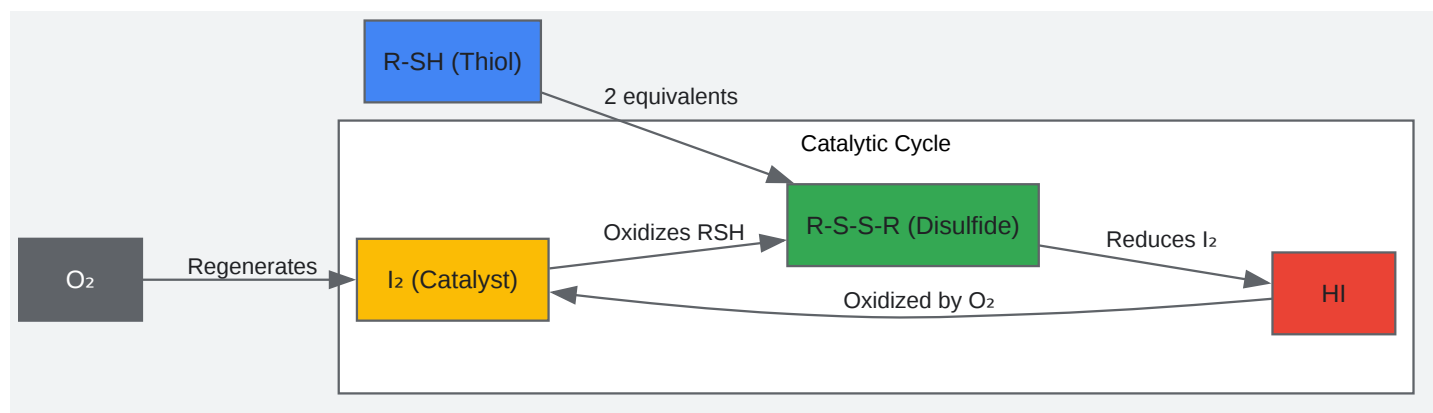 R-SH (Thiol)
2 equivalents
Catalytic Cycle
R-S-S-R (Disulfide)
Oxidizes RSH
Reduces I₂
O₂
Regenerates
I₂ (Catalyst)
Oxidized by O₂
HI